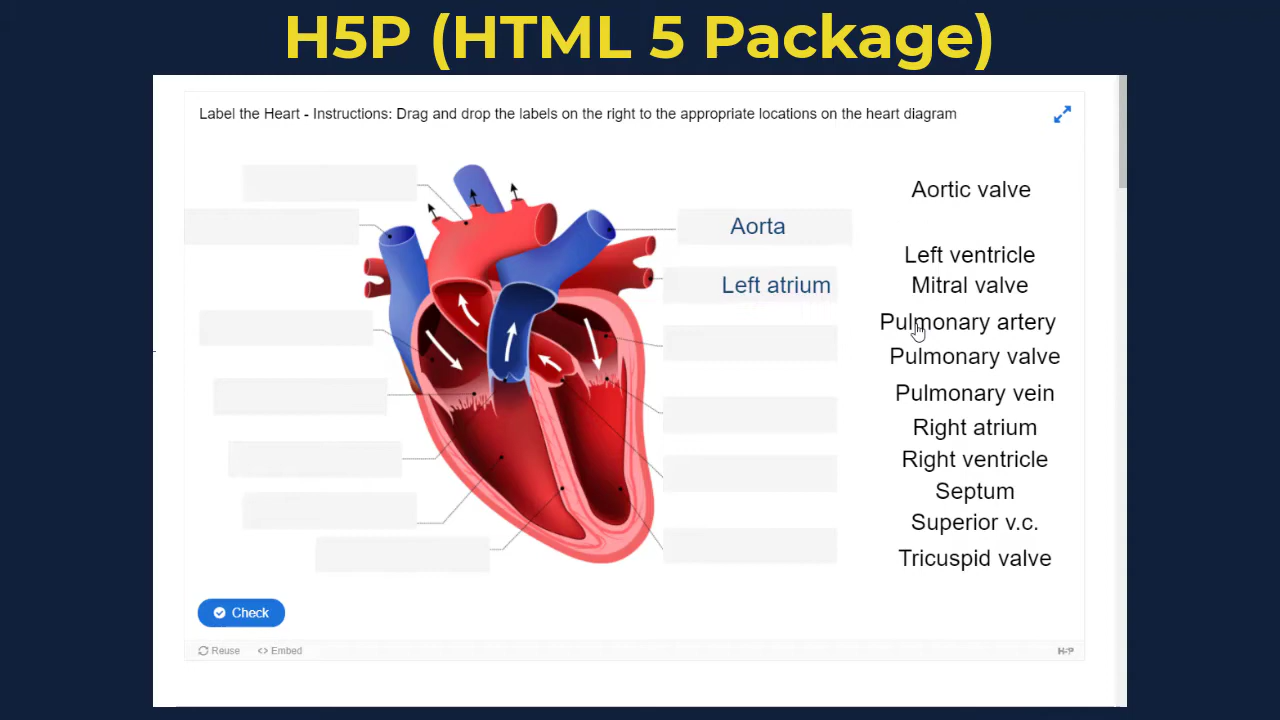 H5P (HTML 5 Package)
Label the Heart - Instructions: Drag and drop the labels on the right to the appropriate locations on the heart diagram
Aorta
Left atrium
Aortic valve
Left ventricle
Mitral valve
Pulmonary artery
Pulmonary valve
Pulmonary vein
Right atrium
Right ventricle
Septum
Superior v.c.
Tricuspid valve
Check
Reuse
<> Embed
H5P